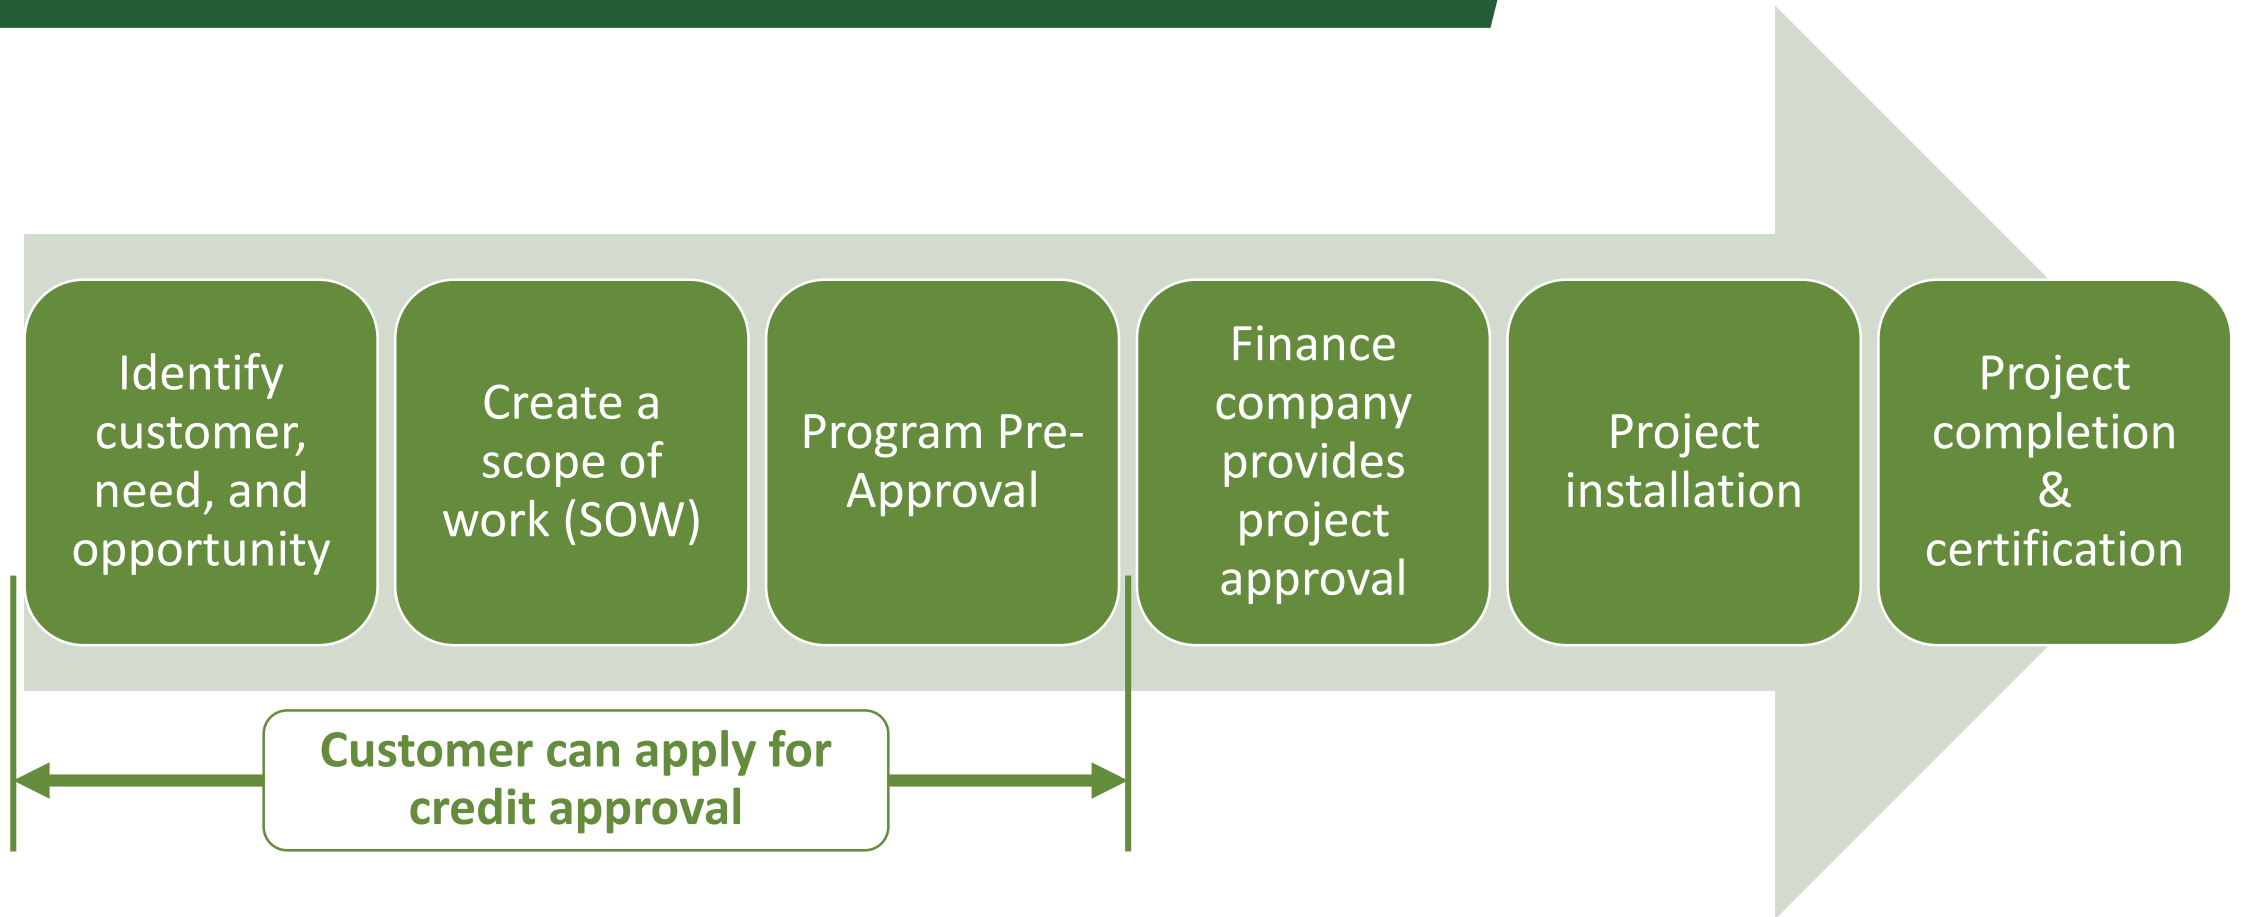 Identify
customer,
need, and
opportunity
Create a
scope of
work (SOW)
Program Pre-
Approval
Finance
company
provides
project
approval
Project
installation
Project
completion
&
certification
Customer can apply for
credit approval